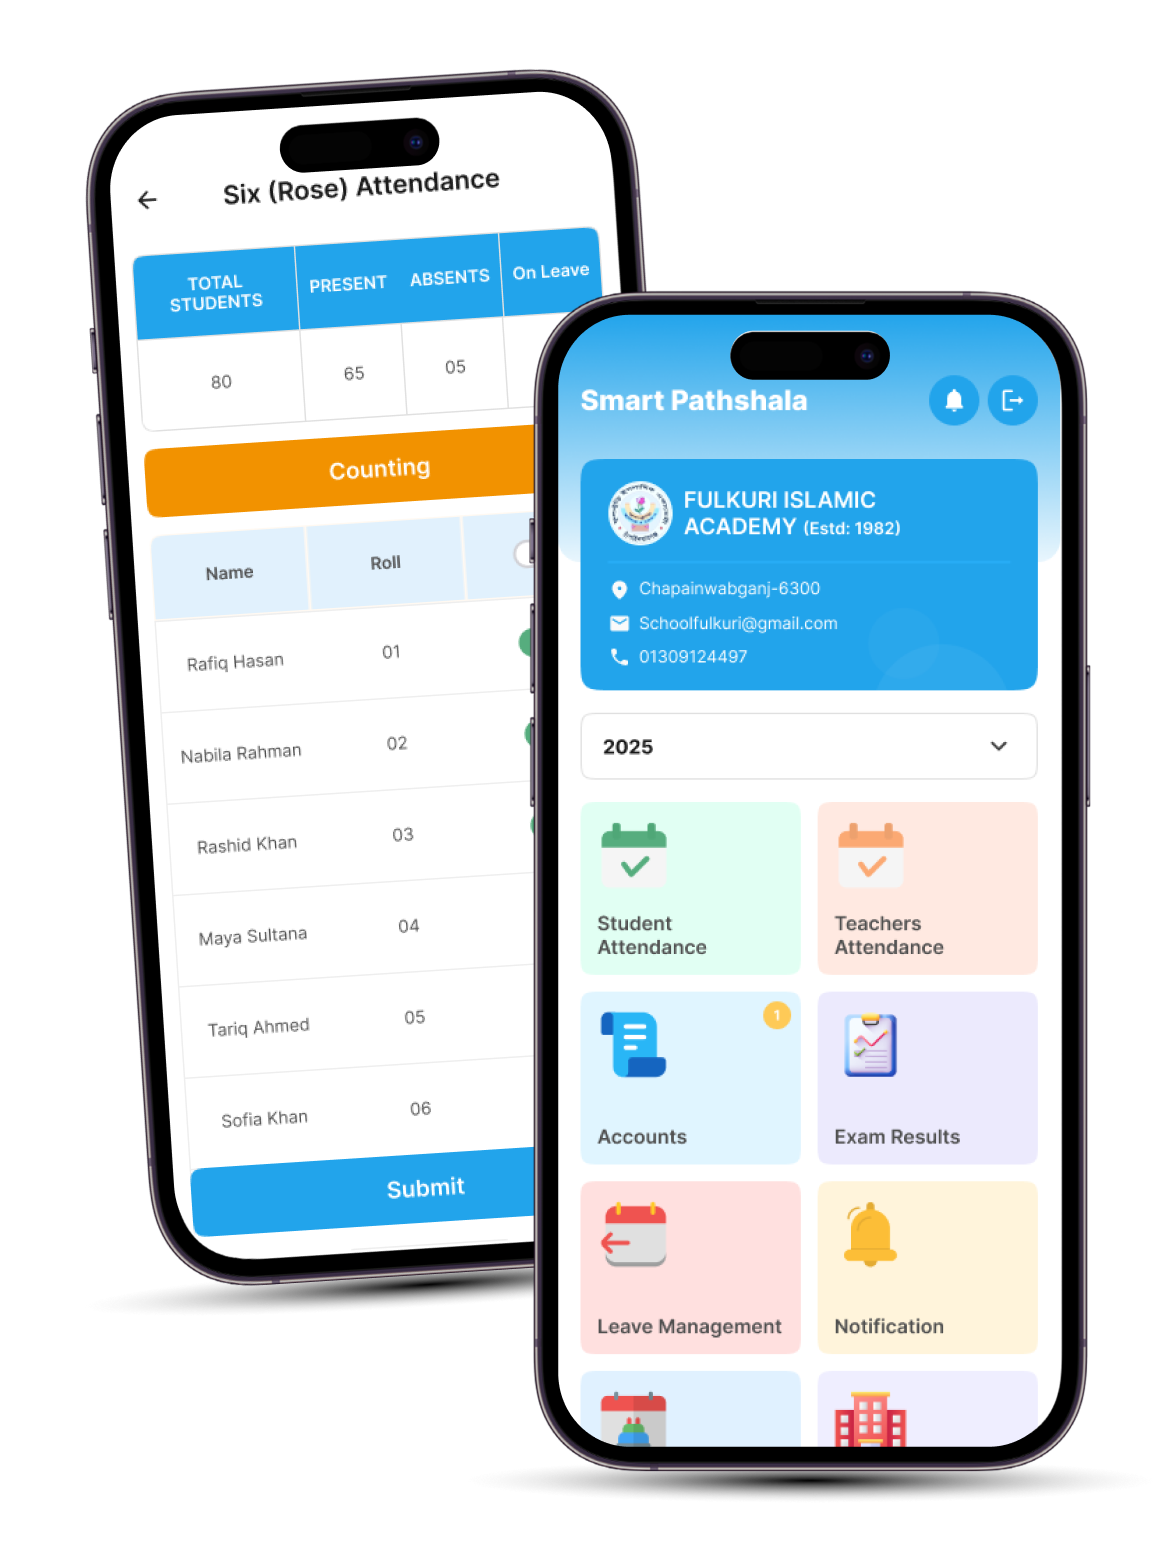 Six (Rose) Attendance
TOTAL
STUDENTS
PRESENT
ABSENTS
On Leave
80
65
05
Counting
Name
Roll
Rafiq Hasan
01
Nabila Rahman
02
Rashid Khan
03
Maya Sultana
04
Tariq Ahmed
05
Sofia Khan
06
Submit
Smart Pathshala
FULKURI ISLAMIC
ACADEMY (Estd: 1982)
Chapainwabganj-6300
Schoolfulkuri@gmail.com
01309124497
2025
Student
Attendance
Teachers
Attendance
1
Accounts
Exam Results
Leave Management
Notification